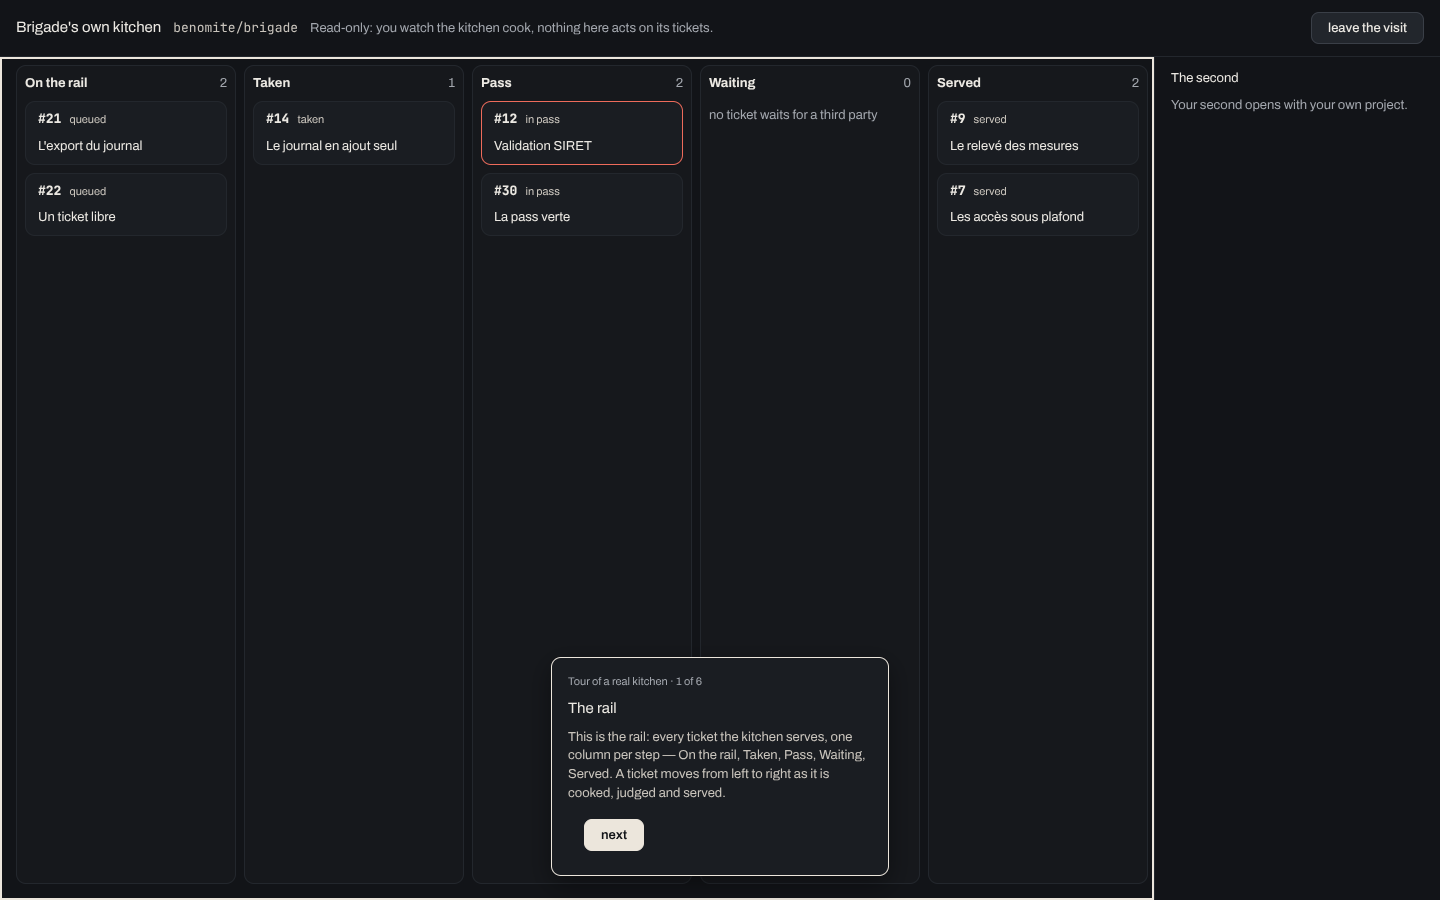 Brigade's own kitchen benomite/brigade Read-only: you watch the kitchen cook, nothing here acts on its tickets. leave the visit
On the rail 2
#21 queued
L'export du journal
#22 queued
Un ticket libre
Taken 1
#14 taken
Le journal en ajout seul
Pass 2
#12 in pass
Validation SIRET
#30 in pass
La pass verte
Waiting 0
no ticket waits for a third party
Served 2
#9 served
Le relevé des mesures
#7 served
Les accès sous plafond
The second
Your second opens with your own project.
Tour of a real kitchen · 1 of 6
The rail
This is the rail: every ticket the kitchen serves, one
column per step — On the rail, Taken, Pass, Waiting,
Served. A ticket moves from left to right as it is
cooked, judged and served.
next